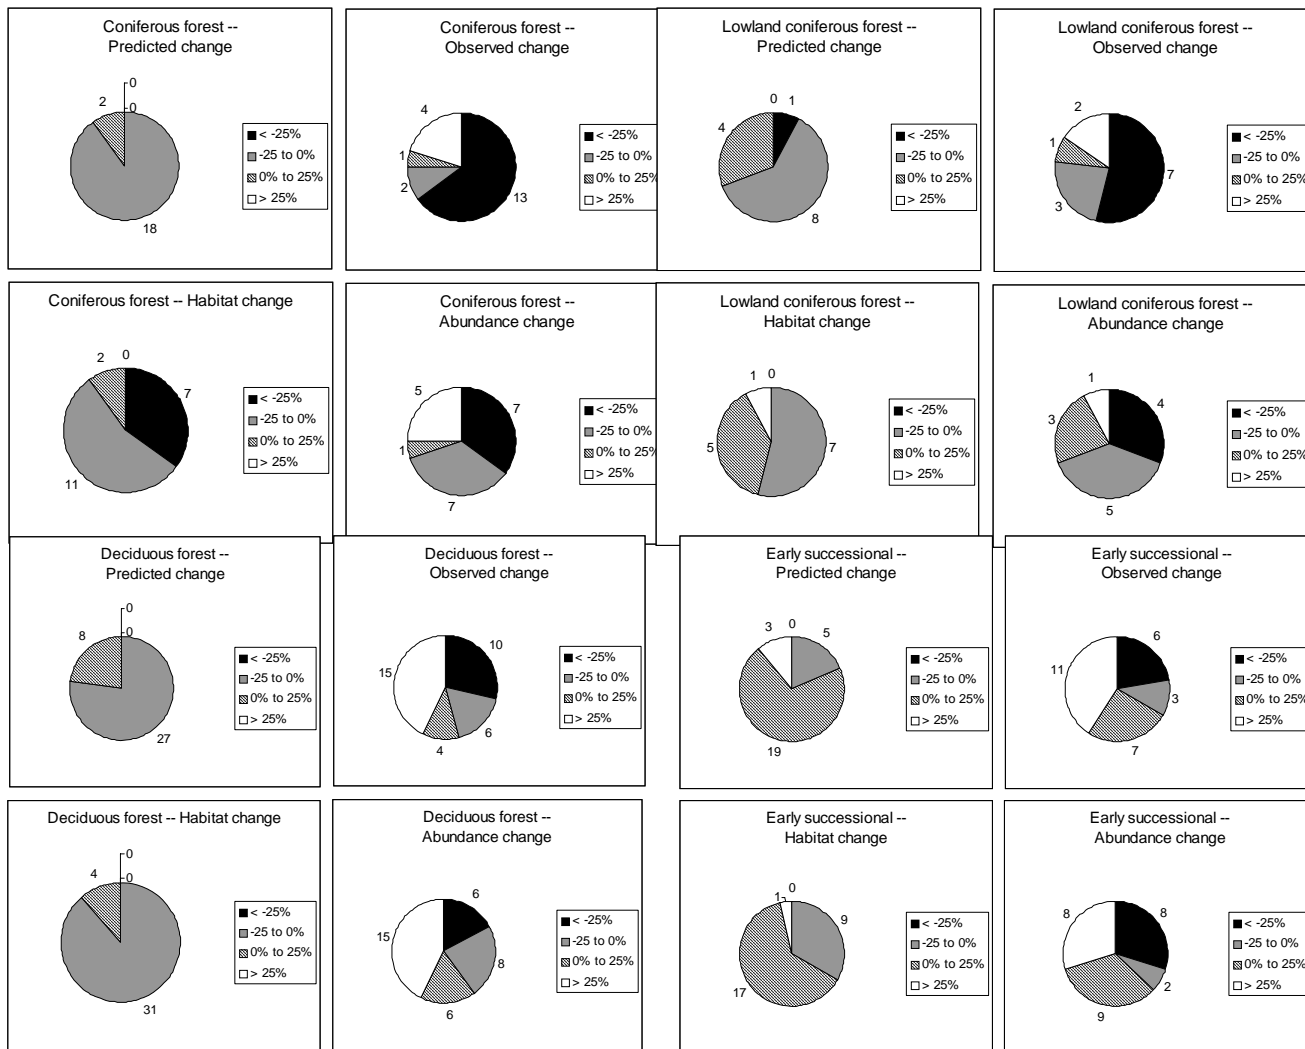 Coniferous forest --
Predicted change
0
0
2
18
< -25%
-25 to 0%
0% to 25%
> 25%
Coniferous forest --
Observed change
4
1
2
13
< -25%
-25 to 0%
0% to 25%
> 25%
Lowland coniferous forest --
Predicted change
0
1
4
8
< -25%
-25 to 0%
0% to 25%
> 25%
Lowland coniferous forest --
Observed change
2
1
3
7
< -25%
-25 to 0%
0% to 25%
> 25%
Coniferous forest -- Habitat change
2
0
7
11
< -25%
-25 to 0%
0% to 25%
> 25%
Coniferous forest --
Abundance change
5
7
1
7
< -25%
-25 to 0%
0% to 25%
> 25%
Lowland coniferous forest --
Habitat change
1
0
5
7
< -25%
-25 to 0%
0% to 25%
> 25%
Lowland coniferous forest --
Abundance change
1
4
3
5
< -25%
-25 to 0%
0% to 25%
> 25%
Deciduous forest --
Predicted change
0
0
8
27
< -25%
-25 to 0%
0% to 25%
> 25%
Deciduous forest --
Observed change
10
15
6
4
< -25%
-25 to 0%
0% to 25%
> 25%
Early successional --
Predicted change
3
0
5
19
< -25%
-25 to 0%
0% to 25%
> 25%
Early successional --
Observed change
6
11
3
7
< -25%
-25 to 0%
0% to 25%
> 25%
Deciduous forest -- Habitat change
0
0
4
31
< -25%
-25 to 0%
0% to 25%
> 25%
Deciduous forest --
Abundance change
6
15
8
6
< -25%
-25 to 0%
0% to 25%
> 25%
Early successional --
Habitat change
0
1
9
17
< -25%
-25 to 0%
0% to 25%
> 25%
Early successional --
Abundance change
8
8
2
9
< -25%
-25 to 0%
0% to 25%
> 25%